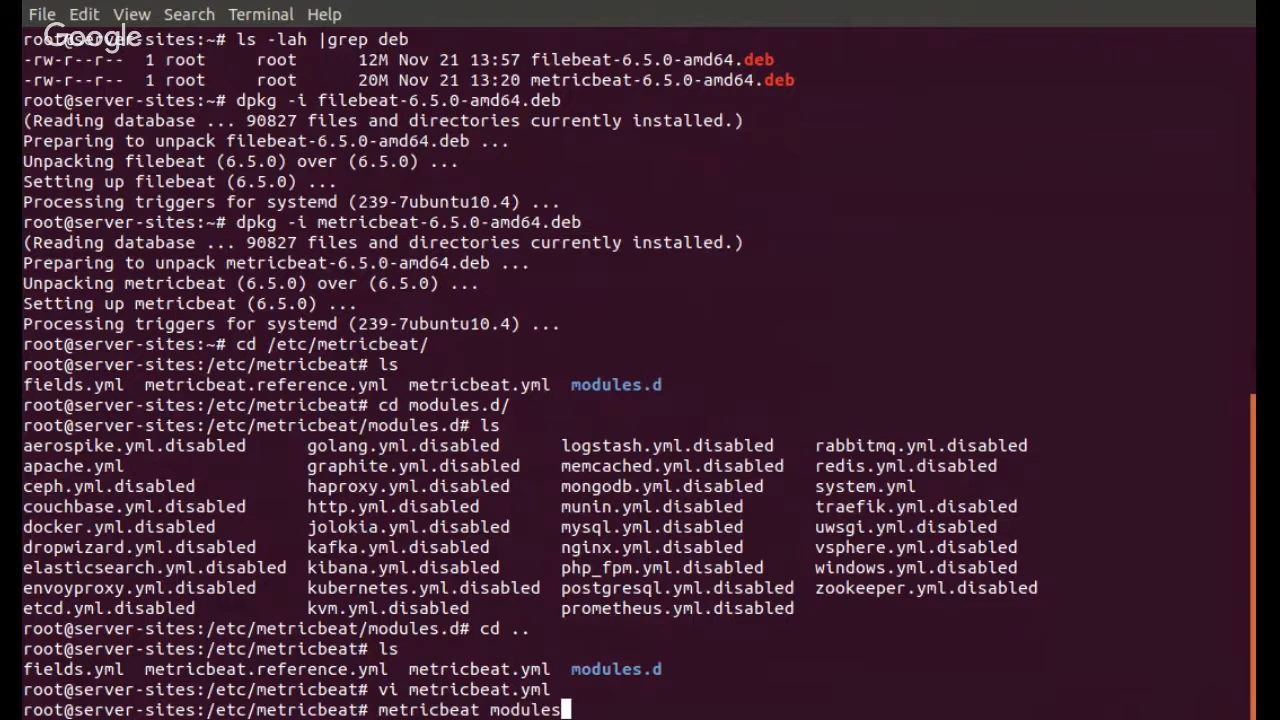 File Edit View Search Terminal Help
Google
root@server-sites:~# ls -lah |grep deb
-rw-r--r--  1 root     root      12M Nov 21 13:57 filebeat-6.5.0-amd64.deb
-rw-r--r--  1 root     root      20M Nov 21 13:20 metricbeat-6.5.0-amd64.deb
root@server-sites:~# dpkg -i filebeat-6.5.0-amd64.deb
(Reading database ... 90827 files and directories currently installed.)
Preparing to unpack filebeat-6.5.0-amd64.deb ...
Unpacking filebeat (6.5.0) over (6.5.0) ...
Setting up filebeat (6.5.0) ...
Processing triggers for systemd (239-7ubuntu10.4) ...
root@server-sites:~# dpkg -i metricbeat-6.5.0-amd64.deb
(Reading database ... 90827 files and directories currently installed.)
Preparing to unpack metricbeat-6.5.0-amd64.deb ...
Unpacking metricbeat (6.5.0) over (6.5.0) ...
Setting up metricbeat (6.5.0) ...
Processing triggers for systemd (239-7ubuntu10.4) ...
root@server-sites:~# cd /etc/metricbeat/
root@server-sites:/etc/metricbeat# ls
fields.yml  metricbeat.reference.yml  metricbeat.yml  modules.d
root@server-sites:/etc/metricbeat# cd modules.d/
root@server-sites:/etc/metricbeat/modules.d# ls
aerospike.yml.disabled      golang.yml.disabled      logstash.yml.disabled    rabbitmq.yml.disabled
apache.yml                  graphite.yml.disabled    memcached.yml.disabled   redis.yml.disabled
ceph.yml.disabled           haproxy.yml.disabled     mongodb.yml.disabled     system.yml
couchbase.yml.disabled      http.yml.disabled        munin.yml.disabled       traefik.yml.disabled
docker.yml.disabled         jolokia.yml.disabled     mysql.yml.disabled       uwsgi.yml.disabled
dropwizard.yml.disabled     kafka.yml.disabled       nginx.yml.disabled       vsphere.yml.disabled
elasticsearch.yml.disabled  kibana.yml.disabled      php_fpm.yml.disabled     windows.yml.disabled
envoyproxy.yml.disabled     kubernetes.yml.disabled  postgresql.yml.disabled  zookeeper.yml.disabled
etcd.yml.disabled           kvm.yml.disabled         prometheus.yml.disabled
root@server-sites:/etc/metricbeat/modules.d# cd ..
root@server-sites:/etc/metricbeat# ls
fields.yml  metricbeat.reference.yml  metricbeat.yml  modules.d
root@server-sites:/etc/metricbeat# vi metricbeat.yml
root@server-sites:/etc/metricbeat# metricbeat modules